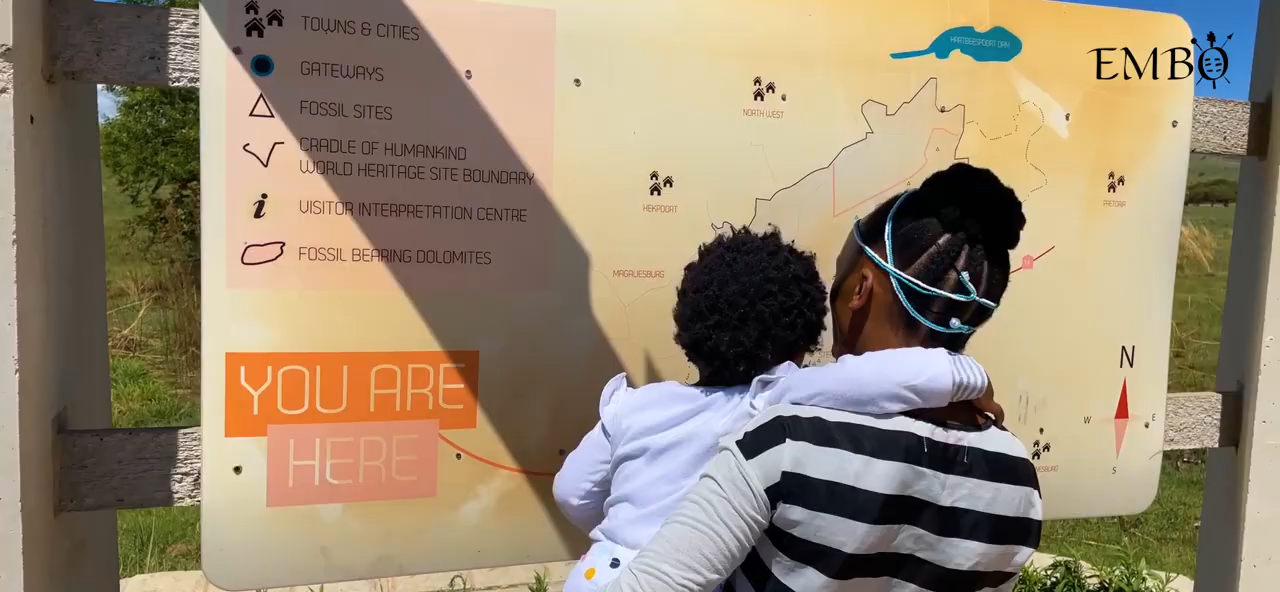 TOWNS & CITIES
GATEWAYS
FOSSIL SITES
CRADLE OF HUMANKIND
WORLD HERITAGE SITE BOUNDARY
i VISITOR INTERPRETATION CENTRE
FOSSIL BEARING DOLOMITES
YOU ARE
HERE
HARTBEESPOORT DAM
NORTH WEST
HEKPOORT
MAGALIESBURG
PRETORIA
N
W E
S
EMBO